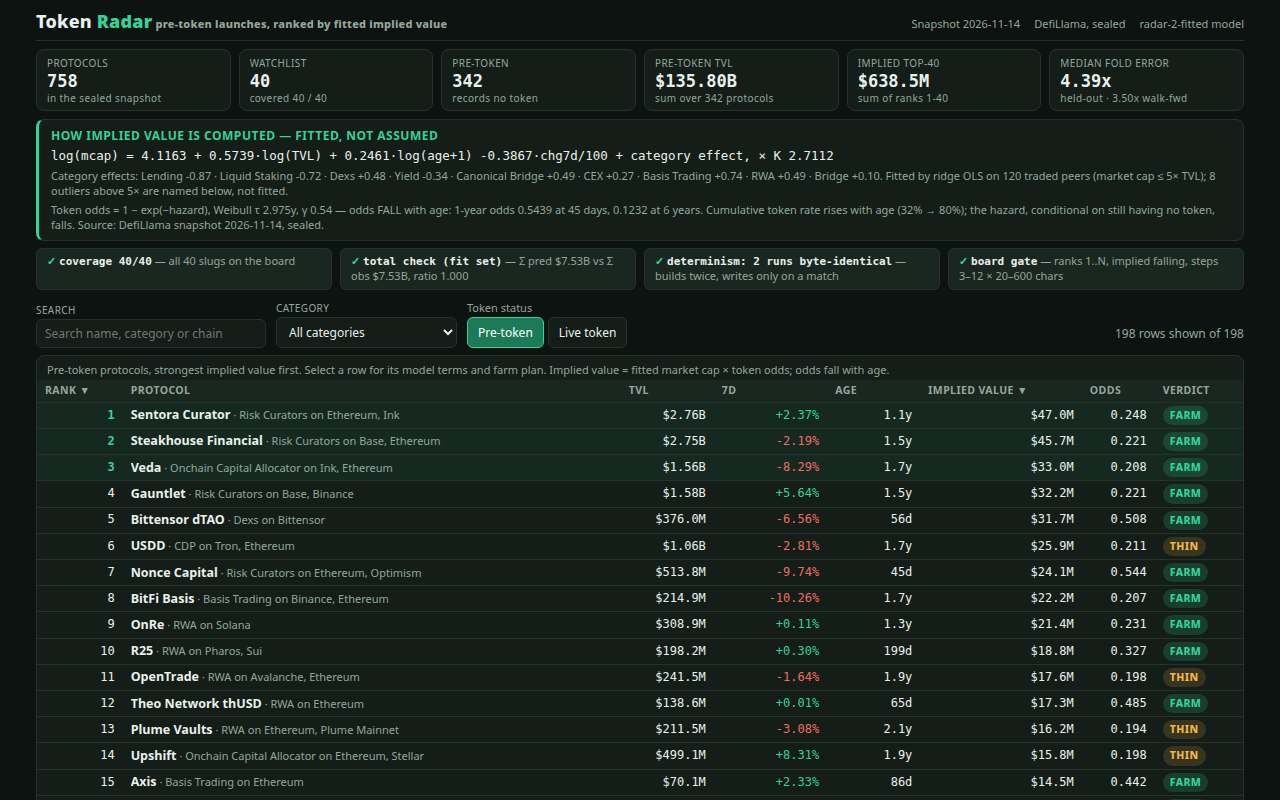 Token Radar pre-token launches, ranked by fitted implied value
Snapshot 2026-11-14 DefiLlama, sealed radar-2-fitted model
PROTOCOLS
758
in the sealed snapshot
WATCHLIST
40
covered 40 / 40
PRE-TOKEN
342
records no token
PRE-TOKEN TVL
$135.80B
sum over 342 protocols
IMPLIED TOP-40
$638.5M
sum of ranks 1-40
MEDIAN FOLD ERROR
4.39x
held-out · 3.50x walk-fwd
HOW IMPLIED VALUE IS COMPUTED — FITTED, NOT ASSUMED
log(mcap) = 4.1163 + 0.5739·log(TVL) + 0.2461·log(age+1) -0.3867·chg7d/100 + category effect, × K 2.7112
Category effects: Lending -0.87 · Liquid Staking -0.72 · Dexs +0.48 · Yield -0.34 · Canonical Bridge +0.49 · CEX +0.27 · Basis Trading +0.74 · RWA +0.49 · Bridge +0.10. Fitted by ridge OLS on 120 traded peers (market cap ≤ 5× TVL); 8
outliers above 5× are named below, not fitted.
Token odds = 1 − exp(−hazard), Weibull τ 2.975y, γ 0.54 — odds FALL with age: 1-year odds 0.5439 at 45 days, 0.1232 at 6 years. Cumulative token rate rises with age (32% → 80%); the hazard, conditional on still having no token,
falls. Source: DefiLlama snapshot 2026-11-14, sealed.
✓ coverage 40/40 — all 40 slugs on the board
✓ total check (fit set) — Σ pred $7.53B vs Σ
obs $7.53B, ratio 1.000
✓ determinism: 2 runs byte-identical —
builds twice, writes only on a match
✓ board gate — ranks 1..N, implied falling, steps
3–12 × 20–600 chars
SEARCH
Search name, category or chain
CATEGORY
All categories
Token status
Pre-token Live token
198 rows shown of 198
Pre-token protocols, strongest implied value first. Select a row for its model terms and farm plan. Implied value = fitted market cap × token odds; odds fall with age.
RANK ▼ PROTOCOL TVL 7D AGE IMPLIED VALUE ▼ ODDS VERDICT
1 Sentora Curator · Risk Curators on Ethereum, Ink $2.76B +2.37% 1.1y $47.0M 0.248 FARM
2 Steakhouse Financial · Risk Curators on Base, Ethereum $2.75B -2.19% 1.5y $45.7M 0.221 FARM
3 Veda · Onchain Capital Allocator on Ink, Ethereum $1.56B -8.29% 1.7y $33.0M 0.208 FARM
4 Gauntlet · Risk Curators on Base, Binance $1.58B +5.64% 1.5y $32.2M 0.221 FARM
5 Bittensor dTAO · Dexs on Bittensor $376.0M -6.56% 56d $31.7M 0.508 FARM
6 USDD · CDP on Tron, Ethereum $1.06B -2.81% 1.7y $25.9M 0.211 THIN
7 Nonce Capital · Risk Curators on Ethereum, Optimism $513.8M -9.74% 45d $24.1M 0.544 FARM
8 BitFi Basis · Basis Trading on Binance, Ethereum $214.9M -10.26% 1.7y $22.2M 0.207 FARM
9 OnRe · RWA on Solana $308.9M +0.11% 1.3y $21.4M 0.231 FARM
10 R25 · RWA on Pharos, Sui $198.2M +0.30% 199d $18.8M 0.327 FARM
11 OpenTrade · RWA on Avalanche, Ethereum $241.5M -1.64% 1.9y $17.6M 0.198 THIN
12 Theo Network thUSD · RWA on Ethereum $138.6M +0.01% 65d $17.3M 0.485 FARM
13 Plume Vaults · RWA on Ethereum, Plume Mainnet $211.5M -3.08% 2.1y $16.2M 0.194 THIN
14 Upshift · Onchain Capital Allocator on Ethereum, Stellar $499.1M +8.31% 1.9y $15.8M 0.198 THIN
15 Axis · Basis Trading on Ethereum $70.1M +2.33% 86d $14.5M 0.442 FARM